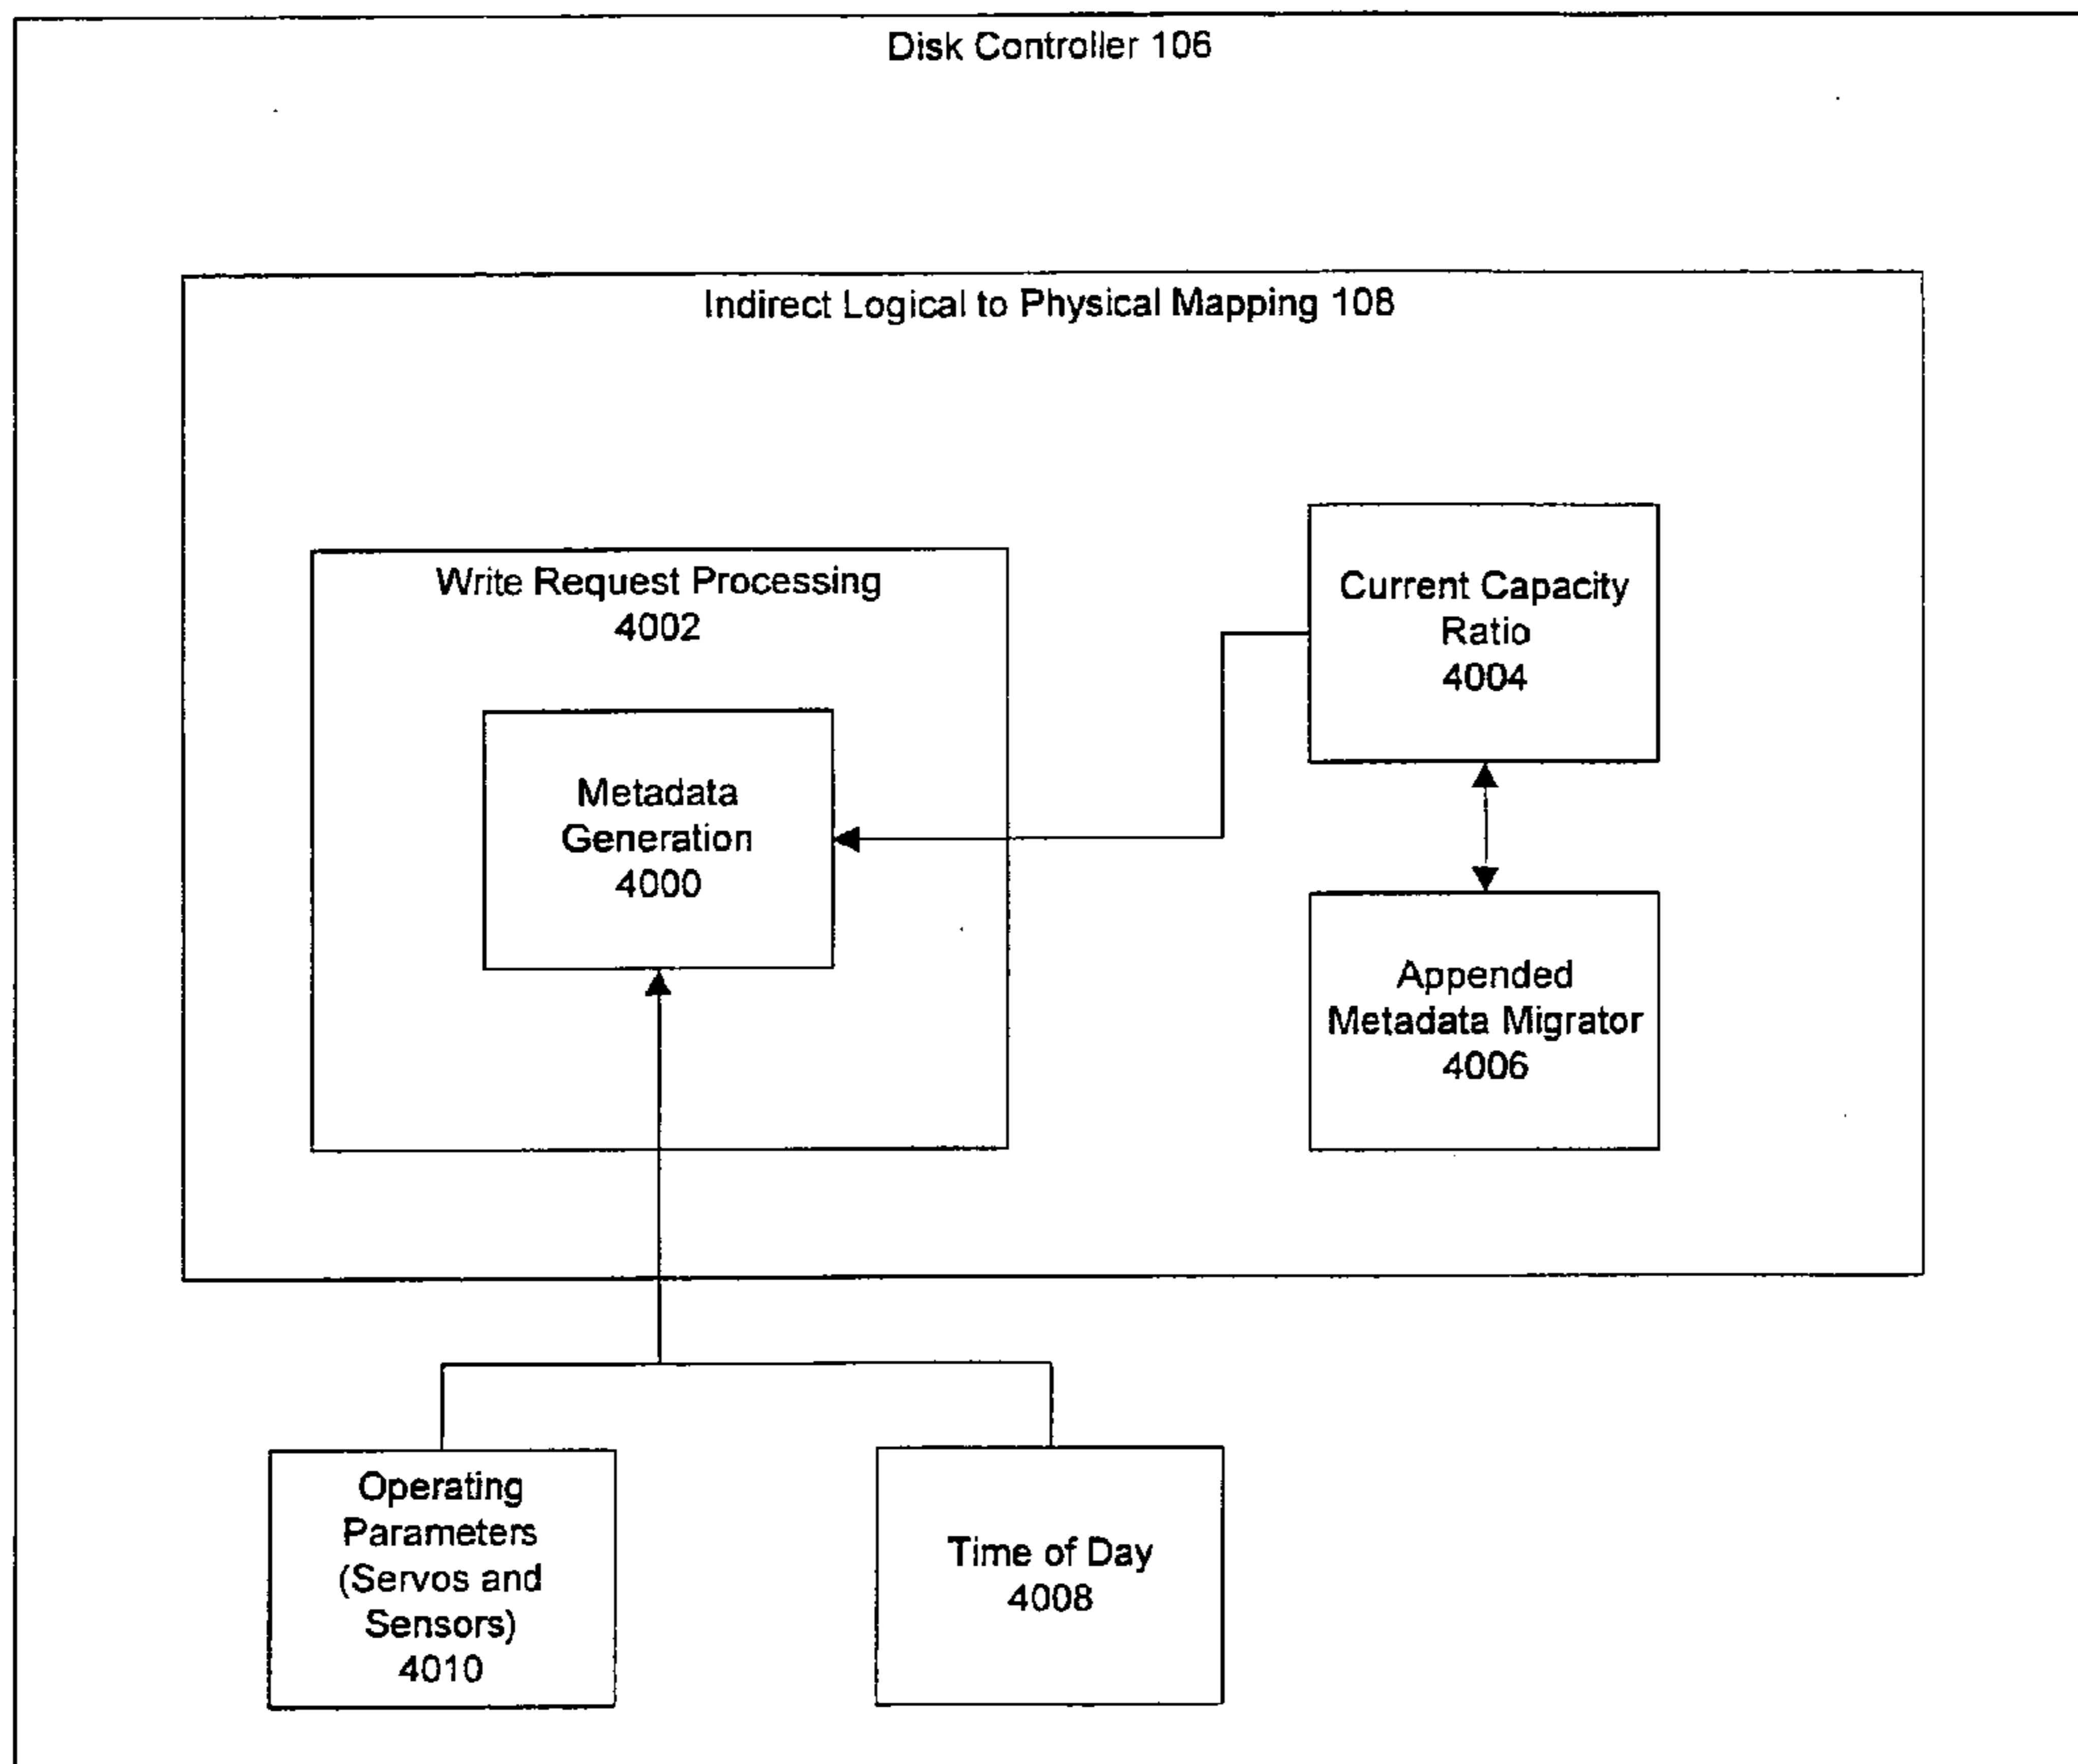 Disk Controller 106
Indirect Logical to Physical Mapping 108
Write Request Processing
4002
Metadata
Generation
4000
Current Capacity
Ratio
4004
Appended
Metadata Migrator
4006
Operating
Parameters
(Servos and
Sensors)
4010
Time of Day
4008